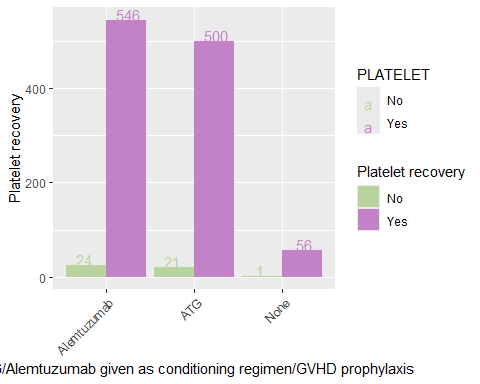 546
500
PLATELET
a No
a Yes
400
Platelet recovery
Platelet recovery
No
Yes
200
24
21
1
56
0
Alemtuzumab
ATG
None
/Alemtuzumab given as conditioning regimen/GVHD prophylaxis